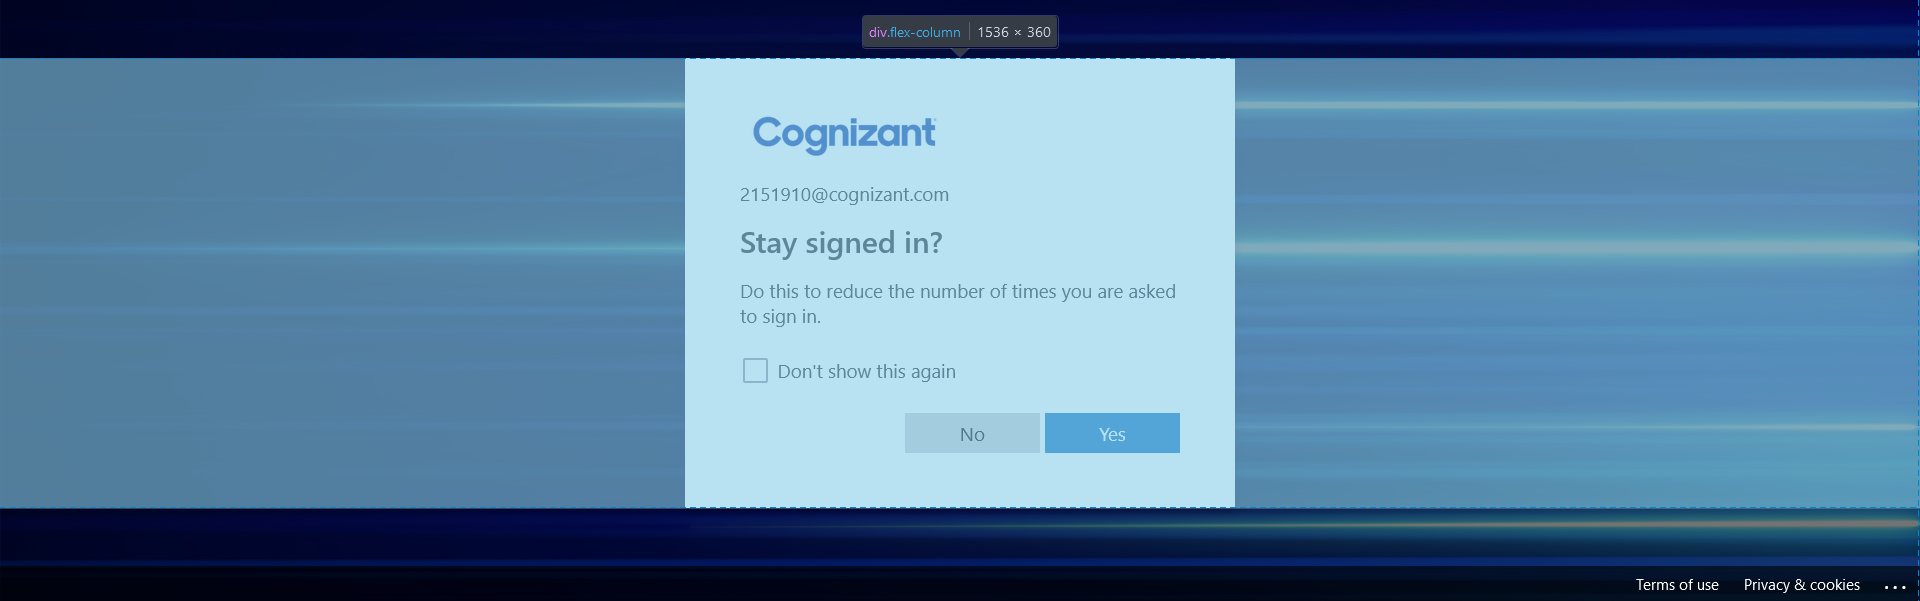 div.flex-column 1536 × 360
Cognizant
2151910@cognizant.com
Stay signed in?
Do this to reduce the number of times you are asked
to sign in.
Don't show this again
No Yes
Terms of use Privacy & cookies ...